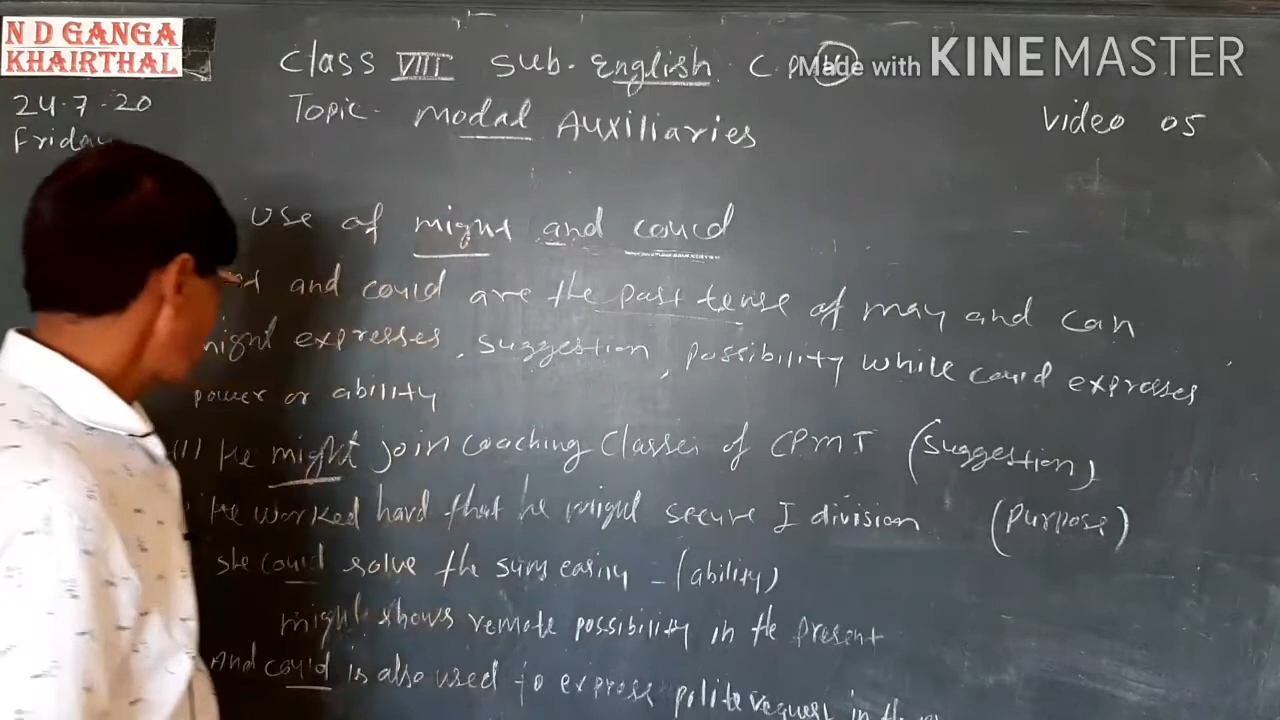 N D GANGA
KHAIRTHAL
Made with KINEMASTER
24.7.20
Friday
Class VIII Sub. English
Topic - Modal Auxiliaries
Video 05
Use of might and could
and could are the past tense of may and can
might expresses, suggestion, possibility while could expresses
power or ability
(1) He might join coaching classes of CPMT (suggestion)
He worked hard that he might secure I division (Purpose)
She could solve the sum easily - (ability)
might shows remote possibility in the present
And could is also used to express polite request in the